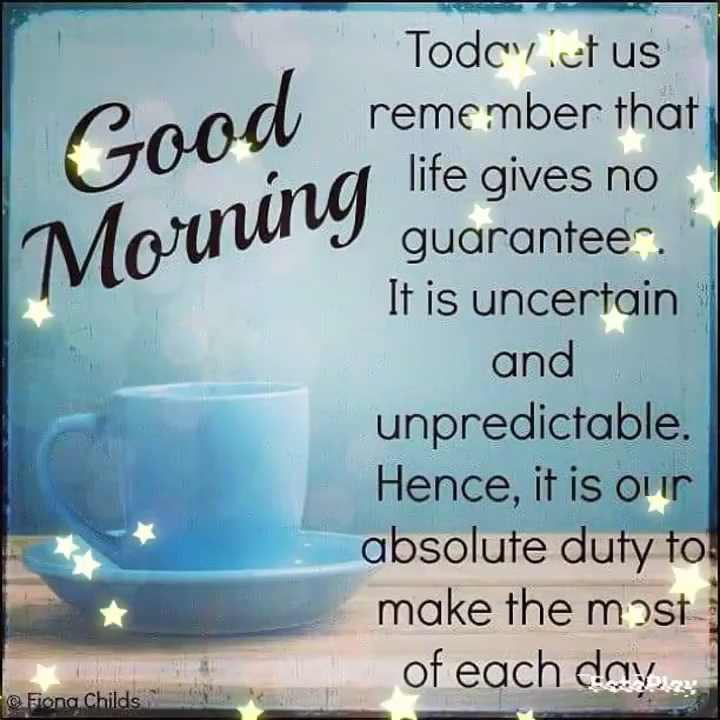 Good
Morning
Today let us
remember that
life gives no
guarantees.
It is uncertain
and
unpredictable.
Hence, it is our
absolute duty to
make the most
of each day
FotoPlay
© Fiona Childs